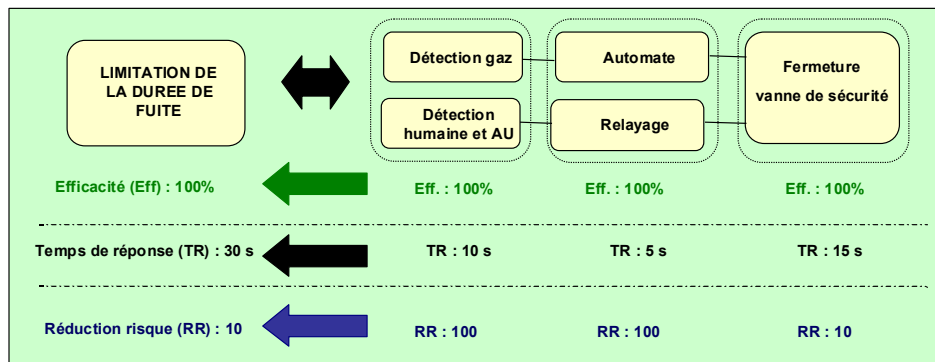 LIMITATION DE
LA DUREE DE
FUITE
Détection gaz
Automate
Fermeture
vanne de sécurité
Détection
humaine et AU
Relayage
Efficacité (Eff) : 100%
Eff. : 100%
Eff. : 100%
Eff. : 100%
Temps de réponse (TR) : 30 s
TR : 10 s
TR : 5 s
TR : 15 s
Réduction risque (RR) : 10
RR : 100
RR : 100
RR : 10